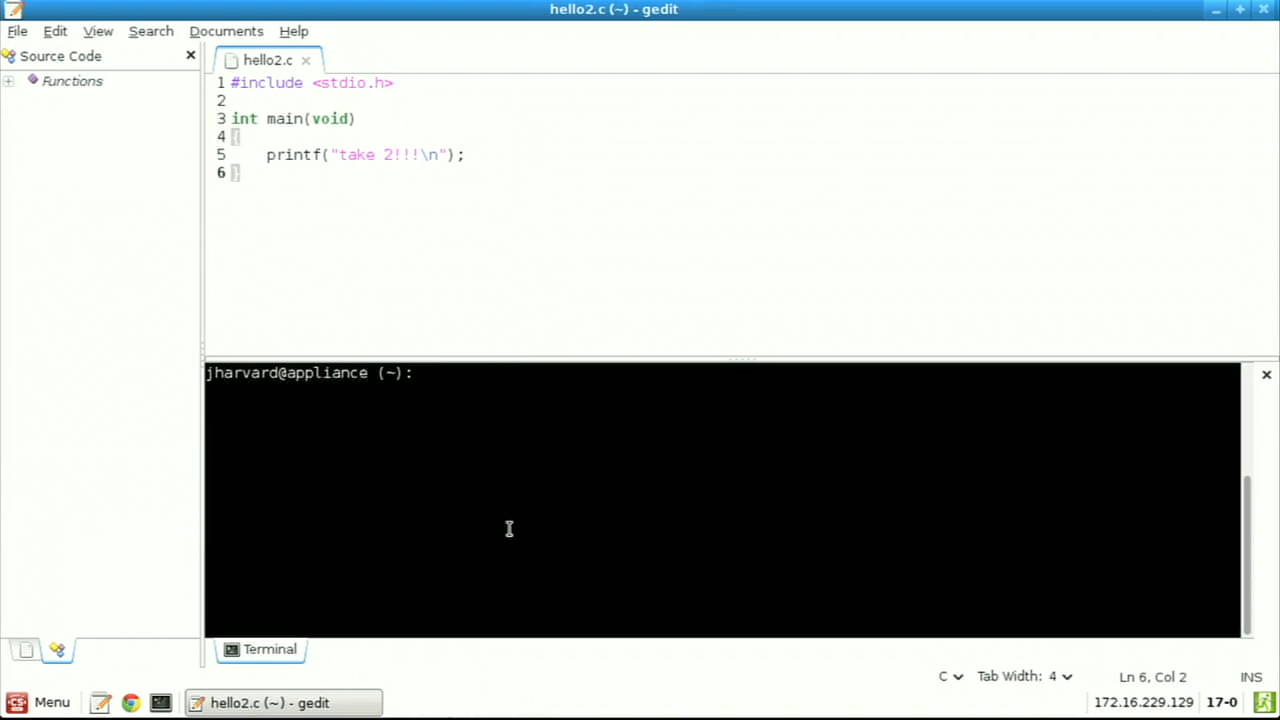 hello2.c (~) - gedit
File Edit View Search Documents Help
Source Code
hello2.c
Functions
1 #include <stdio.h>
2
3 int main(void)
4 {
5     printf("take 2!!!\n");
6 }
jharvard@appliance (~):
Terminal
C Tab Width: 4 Ln 6, Col 2 INS
CS Menu hello2.c (~) - gedit 172.16.229.129 17-0